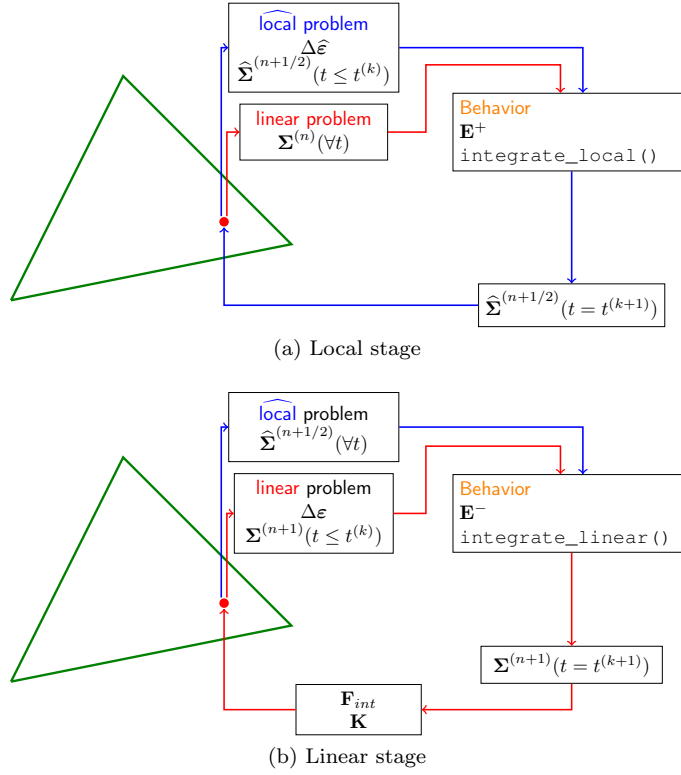 local problem
Δε̂
Σ̂^(n+1/2)(t ≤ t^(k))
linear problem
Σ^(n)(∀t)
Behavior
E⁺
integrate_local()
Σ̂^(n+1/2)(t = t^(k+1))
(a) Local stage
local problem
Σ̂^(n+1/2)(∀t)
linear problem
Δε
Σ^(n+1)(t ≤ t^(k))
Behavior
E⁻
integrate_linear()
Σ^(n+1)(t = t^(k+1))
F_int
K
(b) Linear stage